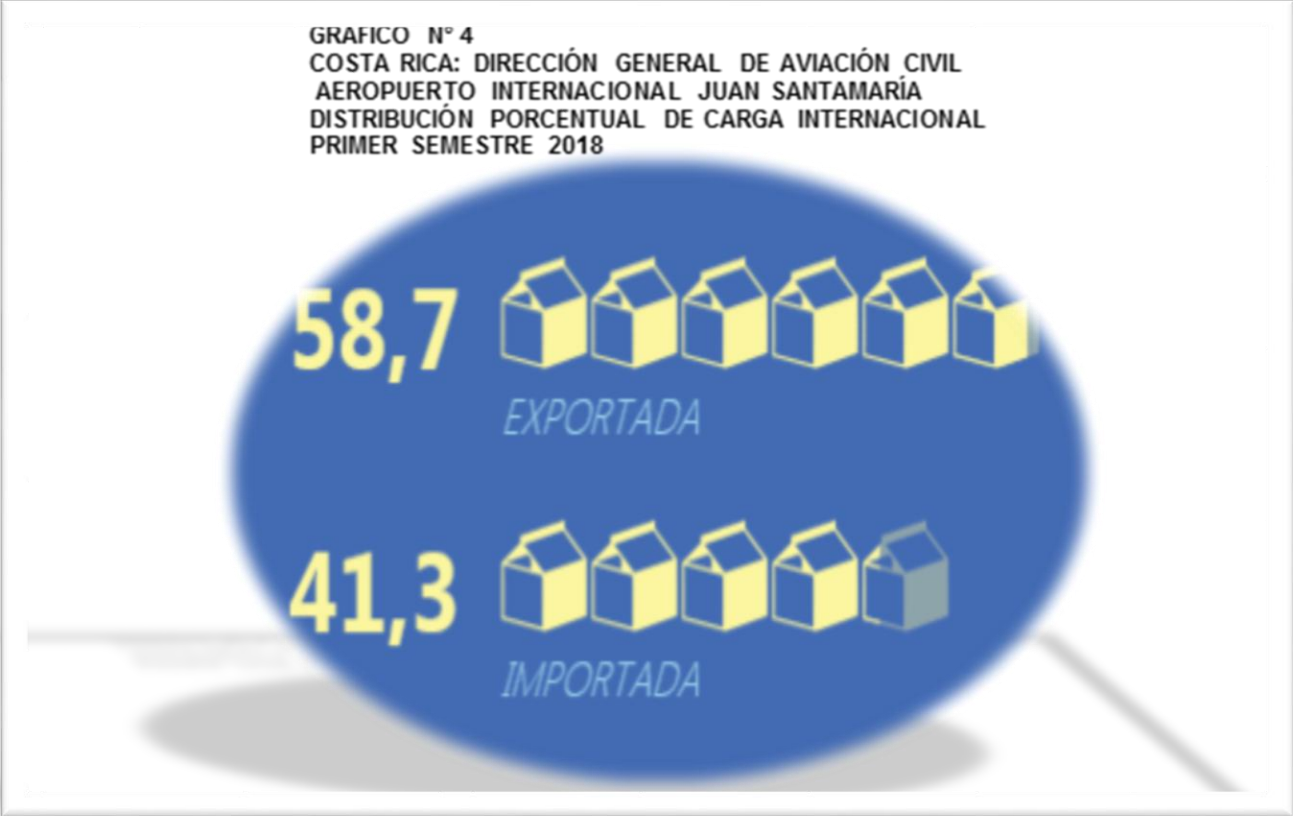 GRAFICO N° 4
COSTA RICA: DIRECCIÓN GENERAL DE AVIACIÓN CIVIL
AEROPUERTO INTERNACIONAL JUAN SANTAMARÍA
DISTRIBUCIÓN PORCENTUAL DE CARGA INTERNACIONAL
PRIMER SEMESTRE 2018
58,7
EXPORTADA
41,3
IMPORTADA